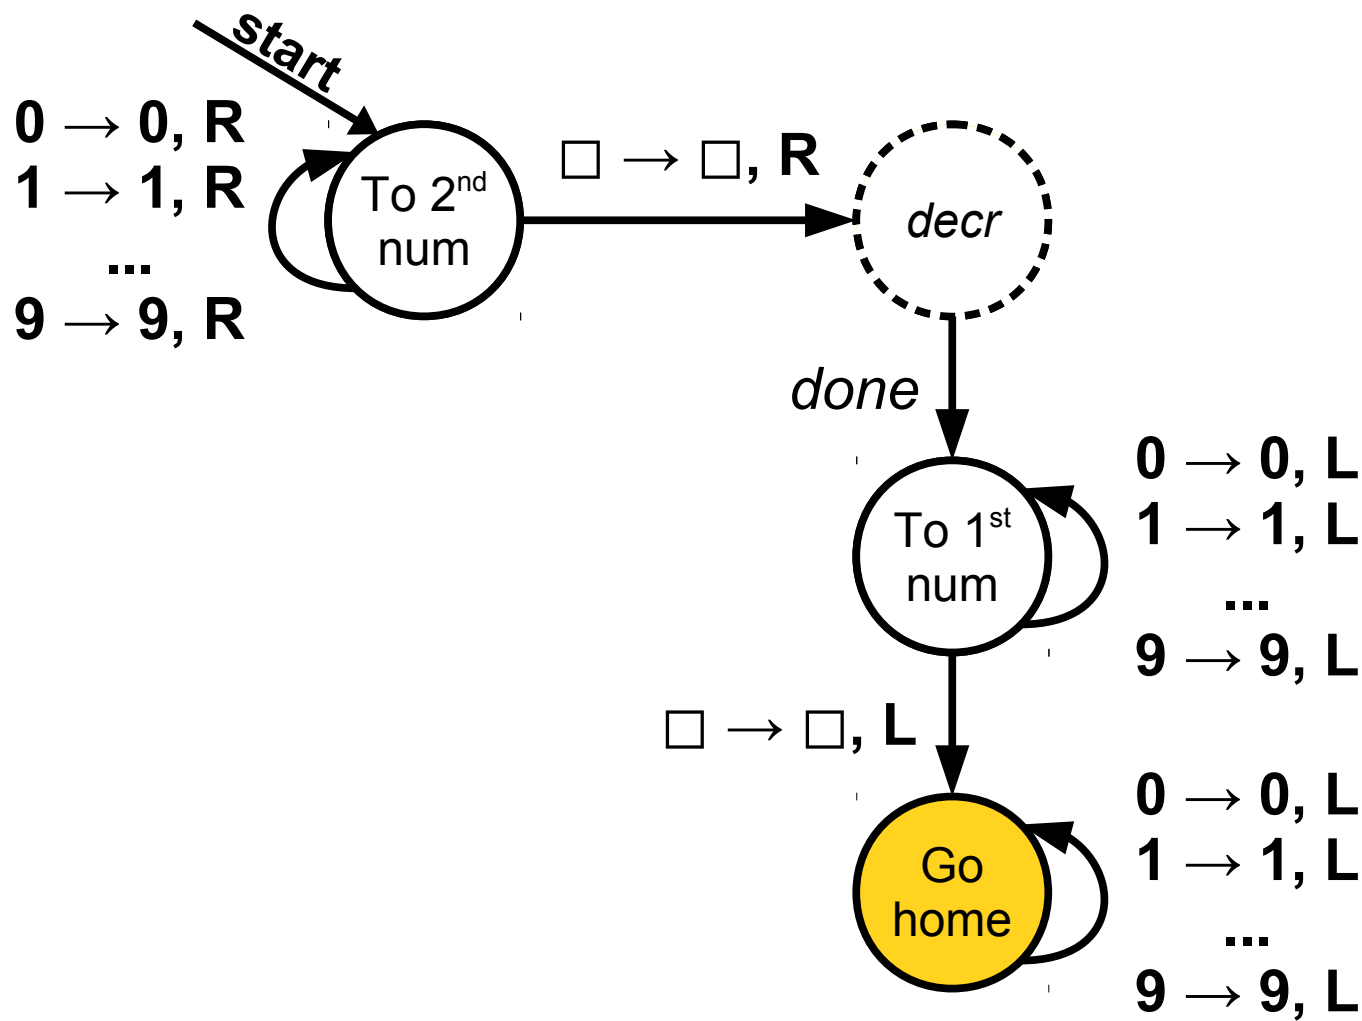 start
0 → 0, R
1 → 1, R
...
9 → 9, R
To 2nd
num
□ → □, R
decr
done
To 1st
num
0 → 0, L
1 → 1, L
...
9 → 9, L
□ → □, L
Go
home
0 → 0, L
1 → 1, L
...
9 → 9, L